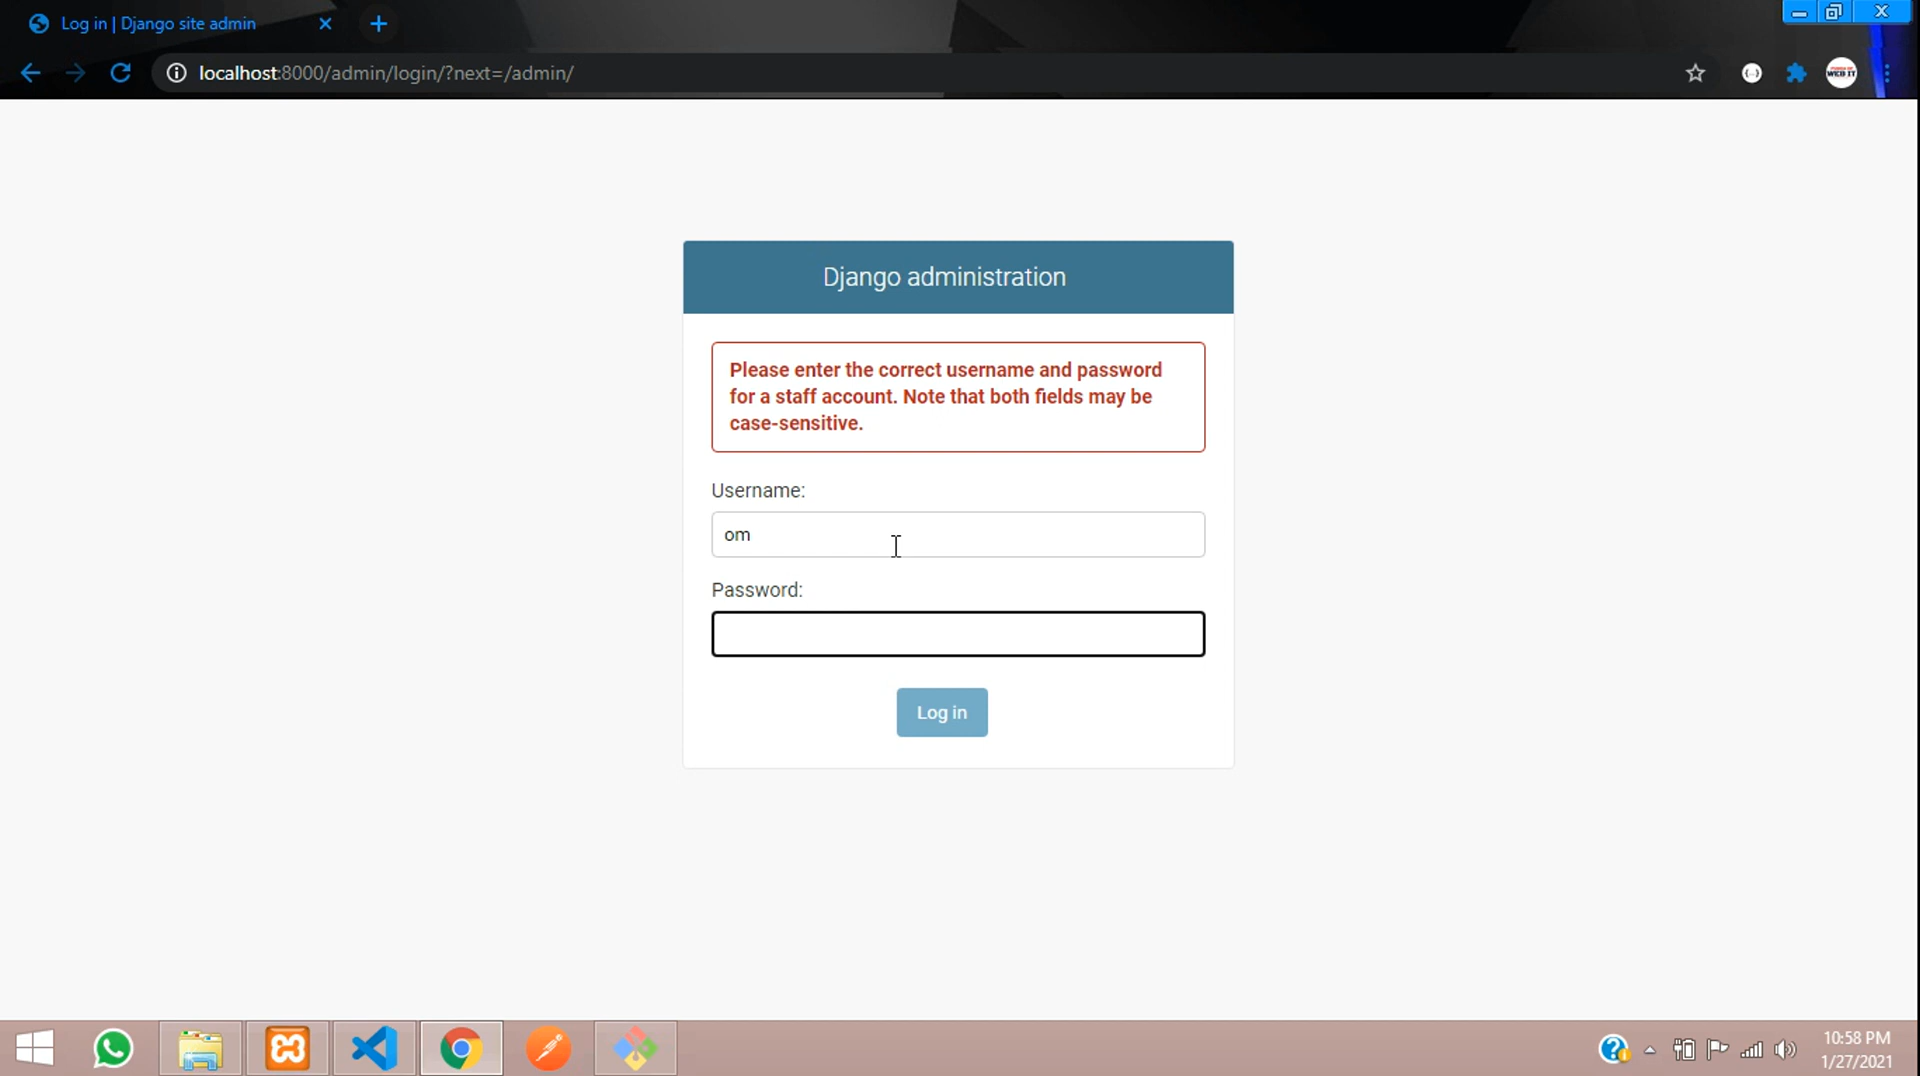 Log in | Django site admin
localhost:8000/admin/login/?next=/admin/
WEB IT
Django administration
Please enter the correct username and password
for a staff account. Note that both fields may be
case-sensitive.
Username:
om
Password:
Log in
10:58 PM
1/27/2021